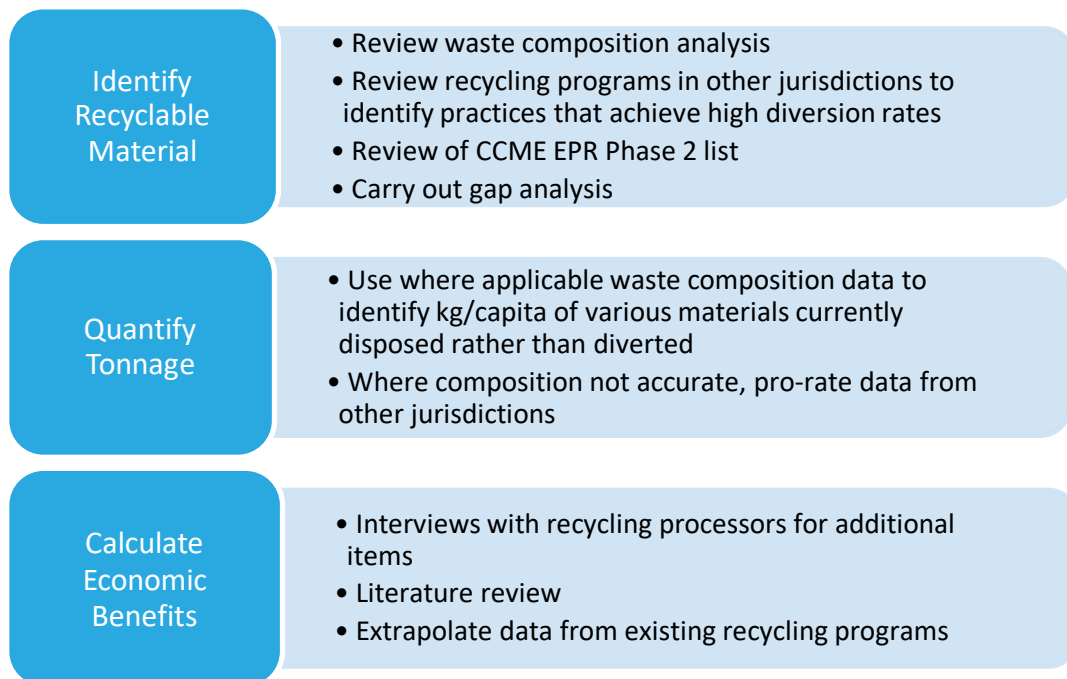 Identify
Recyclable
Material
• Review waste composition analysis
• Review recycling programs in other jurisdictions to
identify practices that achieve high diversion rates
• Review of CCME EPR Phase 2 list
• Carry out gap analysis
Quantify
Tonnage
• Use where applicable waste composition data to
identify kg/capita of various materials currently
disposed rather than diverted
• Where composition not accurate, pro-rate data from
other jurisdictions
Calculate
Economic
Benefits
• Interviews with recycling processors for additional
items
• Literature review
• Extrapolate data from existing recycling programs